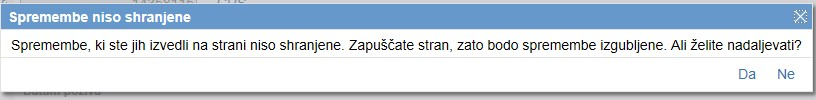 Spremembe niso shranjene
Spremembe, ki ste jih izvedli na strani niso shranjene. Zapuščate stran, zato bodo spremembe izgubljene. Ali želite nadaljevati?
Da Ne